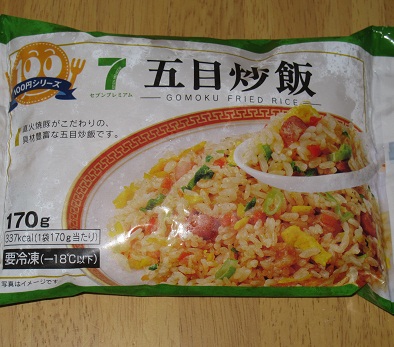 100
100円シリーズ
7
セブンプレミアム
五目炒飯
GOMOKU FRIED RICE
直火焼豚がこだわりの、
具材豊富な五目炒飯です。
170g
337kcal(1袋170g当たり)
要冷凍(－18℃以下)
写真はイメージです。